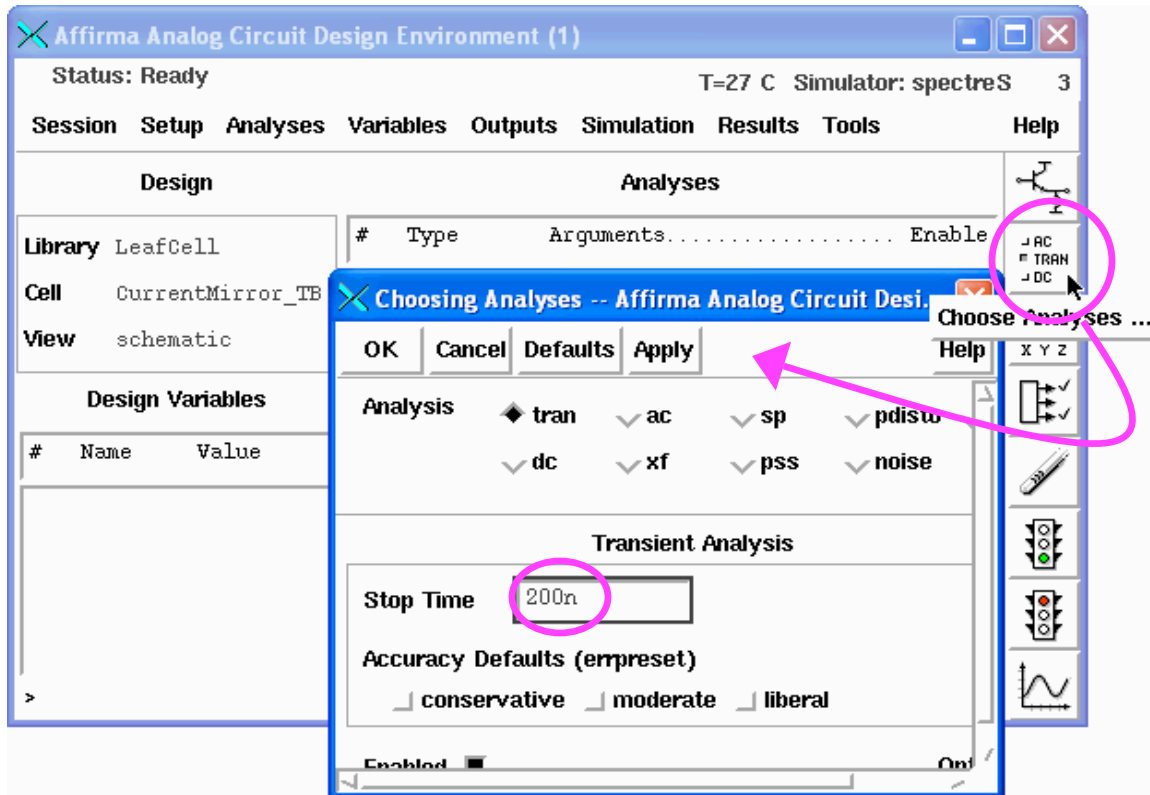 Affirma Analog Circuit Design Environment (1)
Status: Ready
T=27 C Simulator: spectreS 3
Session Setup Analyses Variables Outputs Simulation Results Tools Help
Design
Analyses
Library LeafCell
Cell CurrentMirror_TB
View schematic
# Type Arguments.................. Enable
AC
TRAN
DC
Choose Analyses ...
X Y Z
Design Variables
# Name Value
>
Choosing Analyses -- Affirma Analog Circuit Desi.
OK Cancel Defaults Apply Help
Analysis tran ac sp pdisto
dc xf pss noise
Transient Analysis
Stop Time 200n
Accuracy Defaults (errpreset)
conservative moderate liberal
Enabled